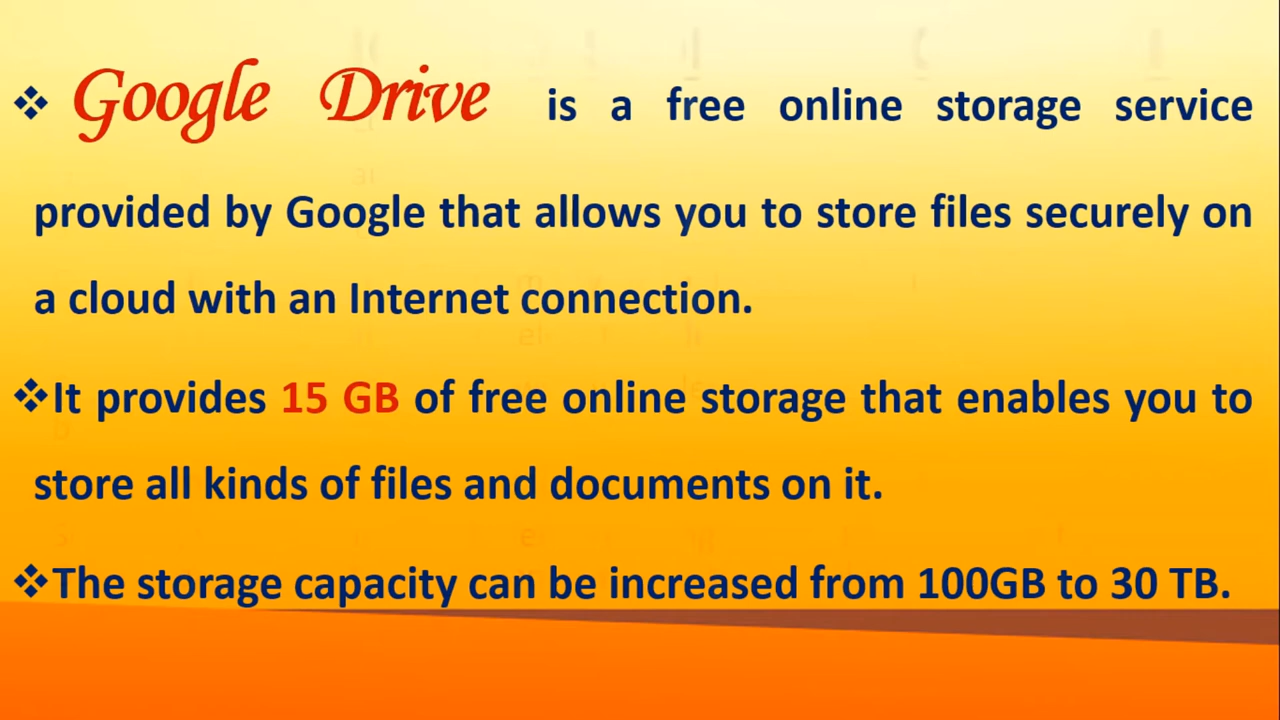 ❖ Google Drive is a free online storage service
provided by Google that allows you to store files securely on
a cloud with an Internet connection.
❖It provides 15 GB of free online storage that enables you to
store all kinds of files and documents on it.
❖The storage capacity can be increased from 100GB to 30 TB.